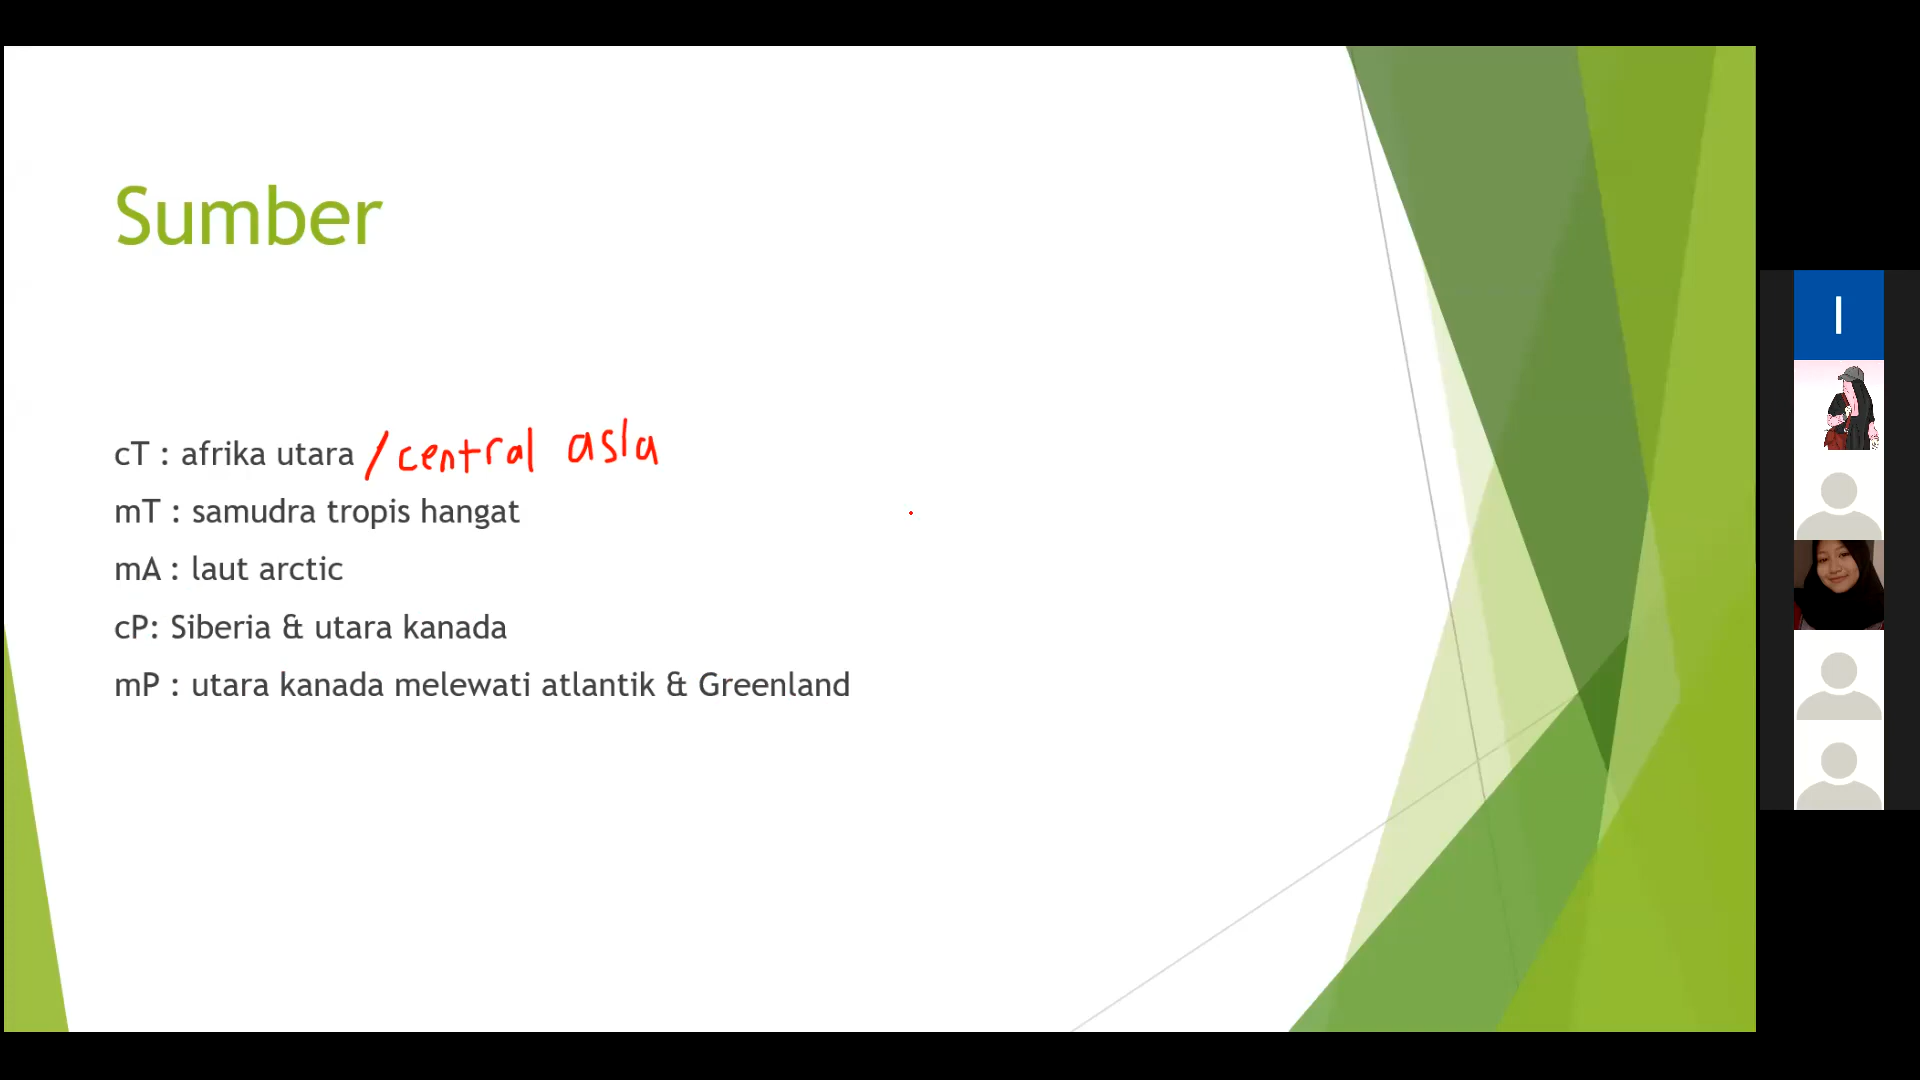 Sumber
cT : afrika utara /central asia
mT : samudra tropis hangat
mA : laut arctic
cP: Siberia & utara kanada
mP : utara kanada melewati atlantik & Greenland
I